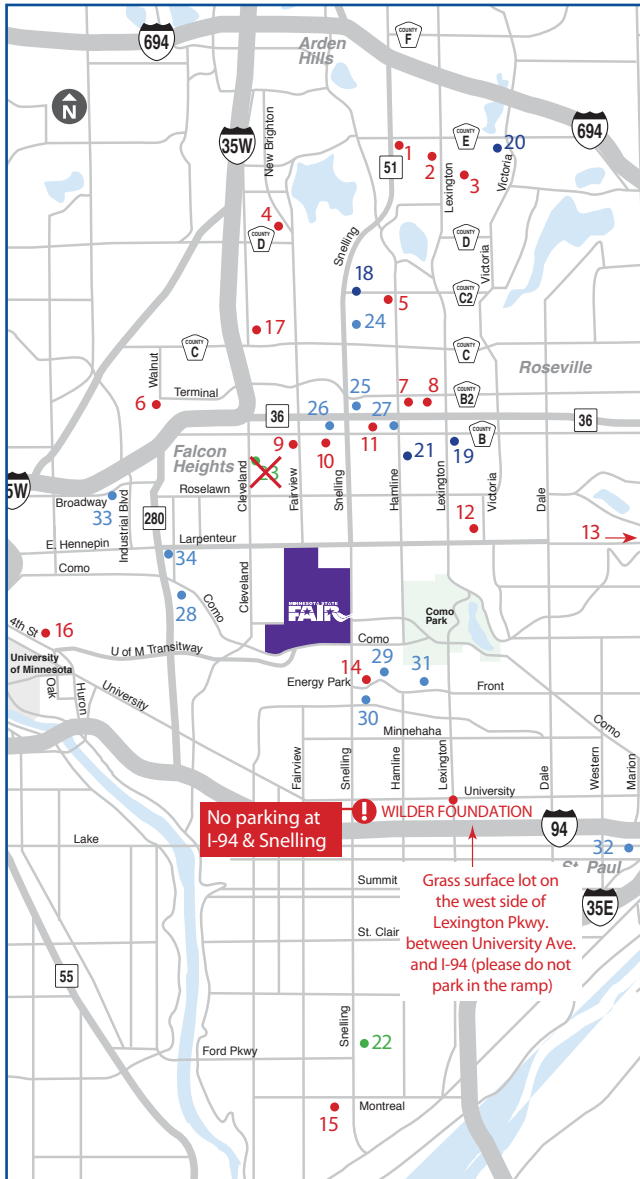 COUNTY
F
694
Arden
Hills
N
35W
New Brighton
COUNTY
E
694
51
1
2
3
20
Lexington
Victoria
4
COUNTY
D
COUNTY
D
Snelling
Victoria
18
5
COUNTY
C2
24
17
COUNTY
C
COUNTY
C
Roseville
Walnut
Terminal
6
25
7
8
COUNTY
B2
36
26
27
36
9
10
11
21
19
COUNTY
B
Falcon
Heights
23
Cleveland
Fairview
Snelling
Hamline
Lexington
Victoria
Dale
5W
Roselawn
Broadway
33
Industrial Blvd
280
12
13
E. Hennepin
Larpenteur
Como
34
28
Como
Cleveland
MINNESOTA STATE
FAIR
Como
Park
4th St
16
U of M Transitway
Como
University
of Minnesota
Oak
Huron
University
14
29
31
Energy Park
Front
30
Minnehaha
Como
Fairview
Snelling
Hamline
Lexington
Dale
Western
Marion
University
No parking at
I-94 & Snelling
!
WILDER FOUNDATION
94
Lake
32
St. Paul
Summit
35E
Grass surface lot on
the west side of
Lexington Pkwy.
between University Ave.
and I-94 (please do not
park in the ramp)
St. Clair
55
Snelling
22
Ford Pkwy
15
Montreal